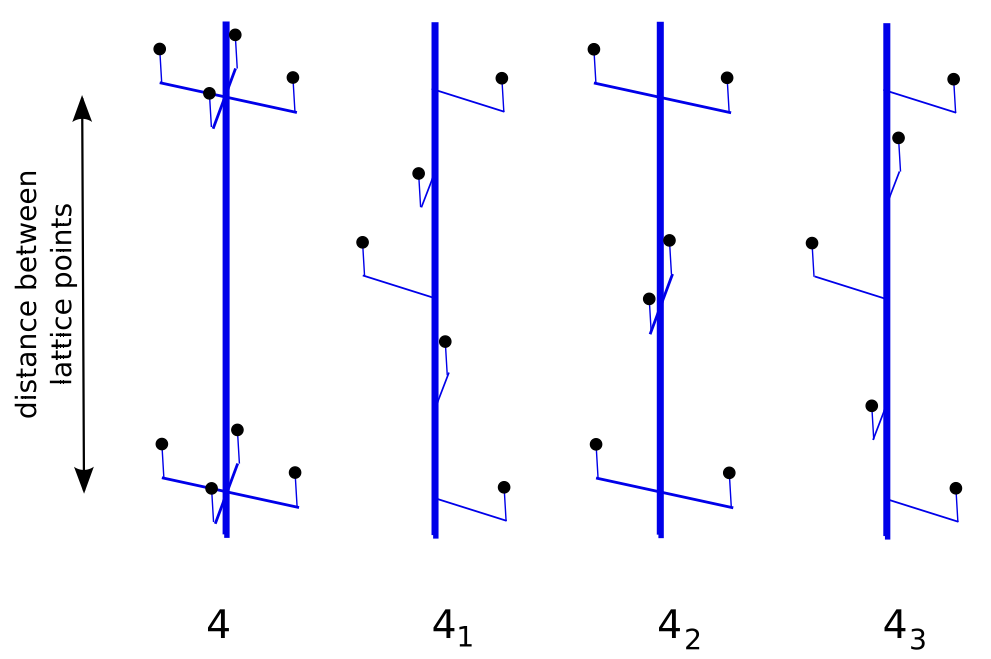 distance between
lattice points
4
4₁
4₂
4₃